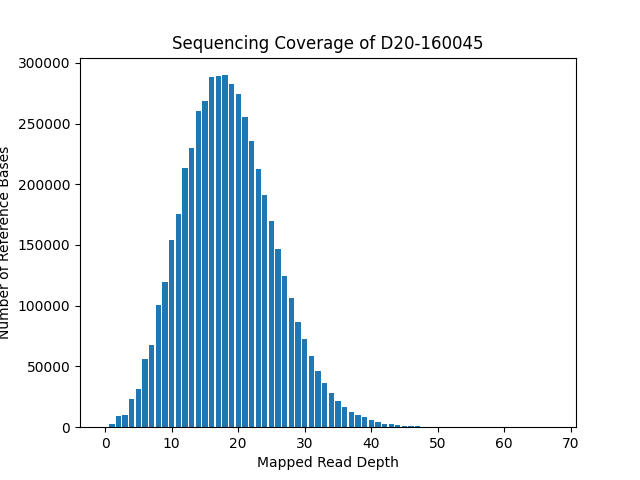 Sequencing Coverage of D20-160045
Number of Reference Bases
300000
250000
200000
150000
100000
50000
0
0 10 20 30 40 50 60 70
Mapped Read Depth